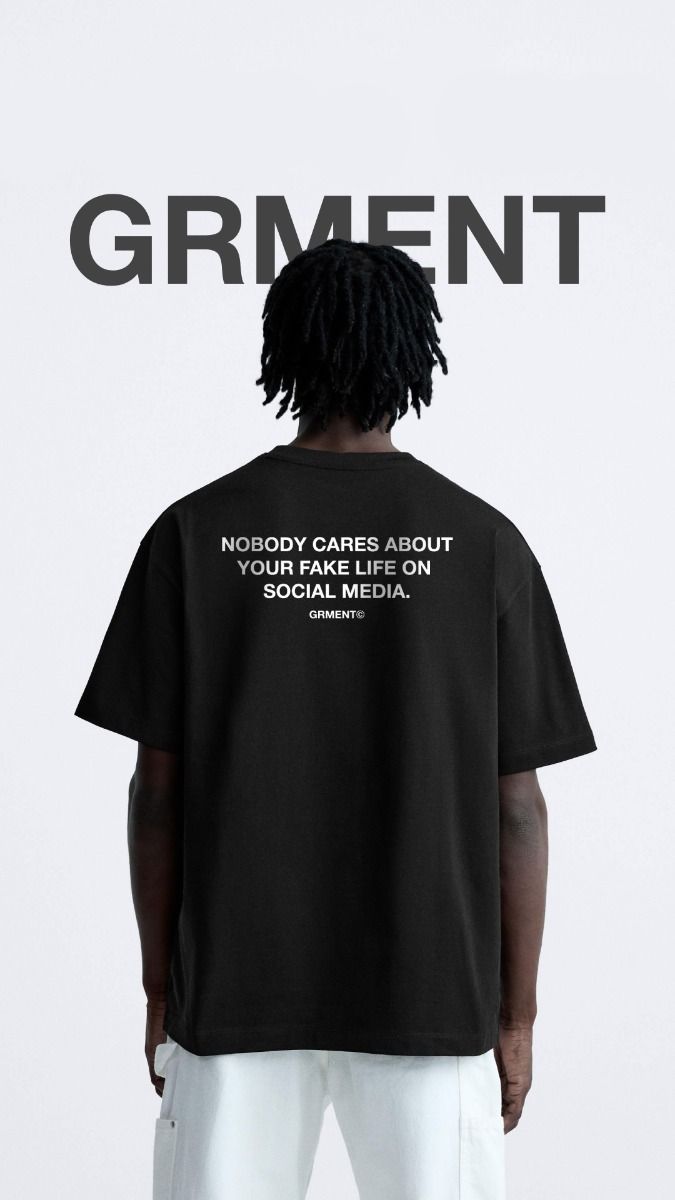 GRMENT
NOBODY CARES ABOUT
YOUR FAKE LIFE ON
SOCIAL MEDIA.
GRMENT©